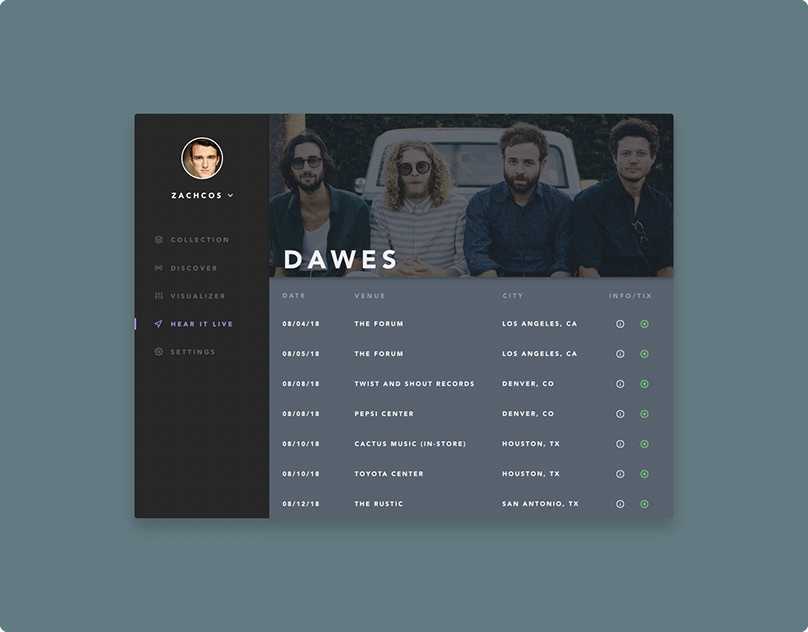 ZACHCOS
COLLECTION
DISCOVER
VISUALIZER
HEAR IT LIVE
SETTINGS
DAWES
DATE VENUE CITY INFO/TIX
08/04/18 THE FORUM LOS ANGELES, CA
08/05/18 THE FORUM LOS ANGELES, CA
08/08/18 TWIST AND SHOUT RECORDS DENVER, CO
08/08/18 PEPSI CENTER DENVER, CO
08/10/18 CACTUS MUSIC (IN-STORE) HOUSTON, TX
08/10/18 TOYOTA CENTER HOUSTON, TX
08/12/18 THE RUSTIC SAN ANTONIO, TX